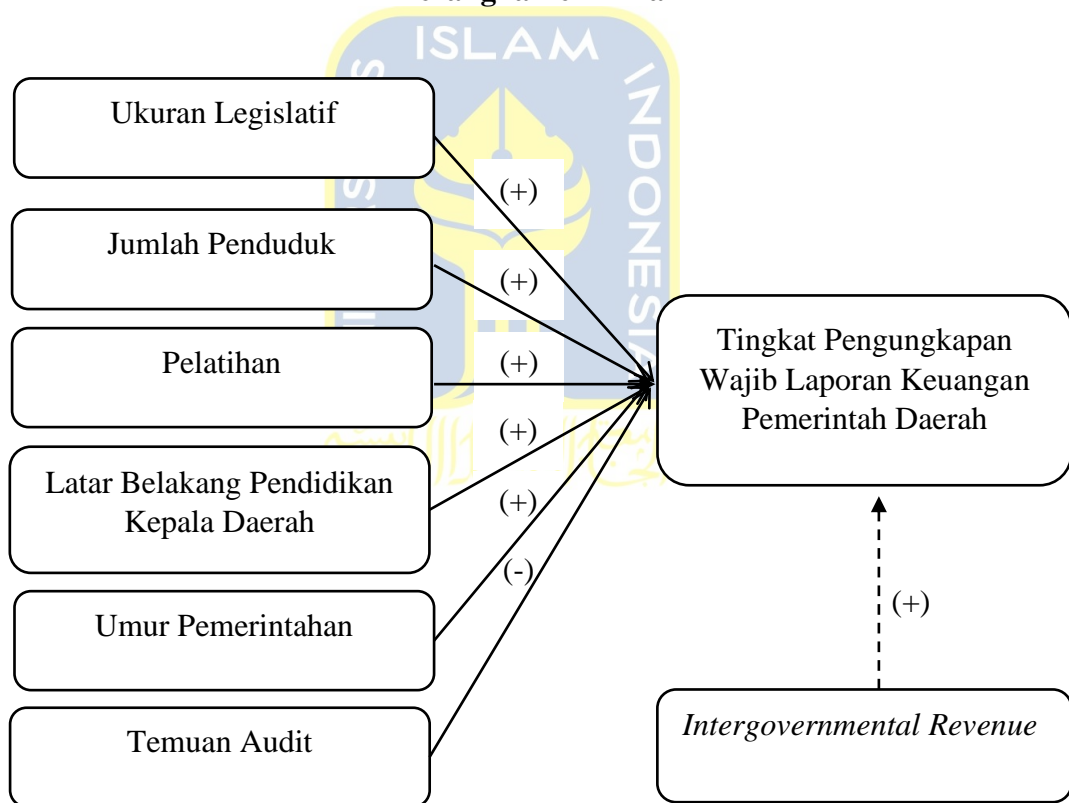 ISLAM
INDONESIA
Ukuran Legislatif
(+)
Jumlah Penduduk
(+)
Pelatihan
(+)
Tingkat Pengungkapan
Wajib Laporan Keuangan
Pemerintah Daerah
Latar Belakang Pendidikan
Kepala Daerah
(+)
Umur Pemerintahan
(+)
Temuan Audit
(-)
(+)
Intergovernmental Revenue